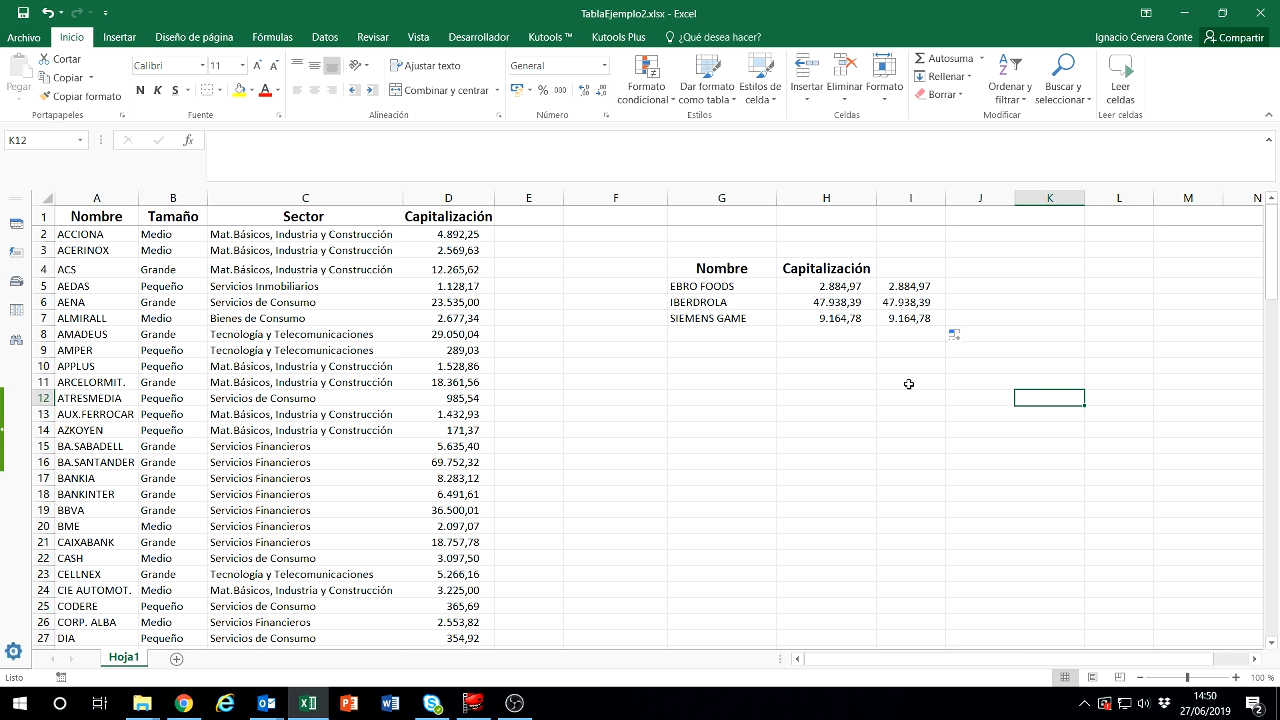 TablaEjemplo2.xlsx - Excel
Archivo Inicio Insertar Diseño de página Fórmulas Datos Revisar Vista Desarrollador Kutools ™ Kutools Plus ¿Qué desea hacer? Ignacio Cervera Conte Compartir
Pegar
Cortar
Copiar
Copiar formato
Portapapeles
Calibri 11
N K S
Fuente
Ajustar texto
Combinar y centrar
Alineación
General
% 000
Número
Formato condicional
Dar formato como tabla
Estilos de celda
Estilos
Insertar Eliminar Formato
Celdas
Autosuma
Rellenar
Borrar
Ordenar y filtrar
Buscar y seleccionar
Modificar
Leer celdas
Leer celdas
K12
fx
A B C D E F G H I J K L M N
1 Nombre Tamaño Sector Capitalización
2 ACCIONA Medio Mat.Básicos, Industria y Construcción 4.892,25
3 ACERINOX Medio Mat.Básicos, Industria y Construcción 2.569,63
4 ACS Grande Mat.Básicos, Industria y Construcción 12.265,62 Nombre Capitalización
5 AEDAS Pequeño Servicios Inmobiliarios 1.128,17 EBRO FOODS 2.884,97 2.884,97
6 AENA Grande Servicios de Consumo 23.535,00 IBERDROLA 47.938,39 47.938,39
7 ALMIRALL Medio Bienes de Consumo 2.677,34 SIEMENS GAME 9.164,78 9.164,78
8 AMADEUS Grande Tecnología y Telecomunicaciones 29.050,04
9 AMPER Pequeño Tecnología y Telecomunicaciones 289,03
10 APPLUS Pequeño Mat.Básicos, Industria y Construcción 1.528,86
11 ARCELORMIT. Grande Mat.Básicos, Industria y Construcción 18.361,56
12 ATRESMEDIA Pequeño Servicios de Consumo 985,54
13 AUX.FERROCAR Pequeño Mat.Básicos, Industria y Construcción 1.432,93
14 AZKOYEN Pequeño Mat.Básicos, Industria y Construcción 171,37
15 BA.SABADELL Grande Servicios Financieros 5.635,40
16 BA.SANTANDER Grande Servicios Financieros 69.752,32
17 BANKIA Grande Servicios Financieros 8.283,12
18 BANKINTER Grande Servicios Financieros 6.491,61
19 BBVA Grande Servicios Financieros 36.500,01
20 BME Medio Servicios Financieros 2.097,07
21 CAIXABANK Grande Servicios Financieros 18.757,78
22 CASH Medio Servicios de Consumo 3.097,50
23 CELLNEX Grande Tecnología y Telecomunicaciones 5.266,16
24 CIE AUTOMOT. Medio Mat.Básicos, Industria y Construcción 3.225,00
25 CODERE Pequeño Servicios de Consumo 365,69
26 CORP. ALBA Medio Servicios Financieros 2.553,82
27 DIA Pequeño Servicios de Consumo 354,92
Hoja1
Listo 100 %
14:50
27/06/2019
2